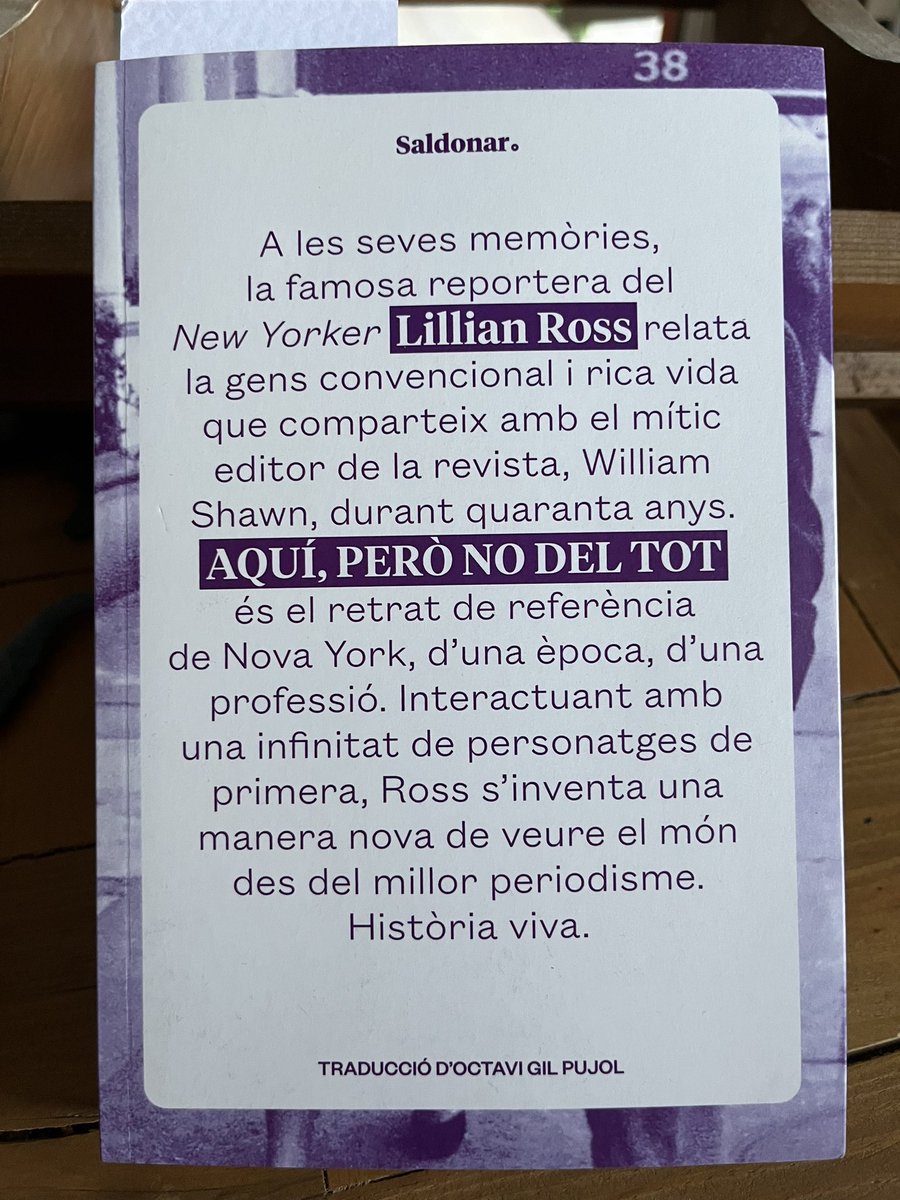 38
Saldonar.
A les seves memòries,
la famosa reportera del
New Yorker Lillian Ross relata
la gens convencional i rica vida
que comparteix amb el mític
editor de la revista, William
Shawn, durant quaranta anys.
AQUÍ, PERÒ NO DEL TOT
és el retrat de referència
de Nova York, d’una època, d’una
professió. Interactuant amb
una infinitat de personatges de
primera, Ross s’inventa una
manera nova de veure el món
des del millor periodisme.
Història viva.
TRADUCCIÓ D’OCTAVI GIL PUJOL